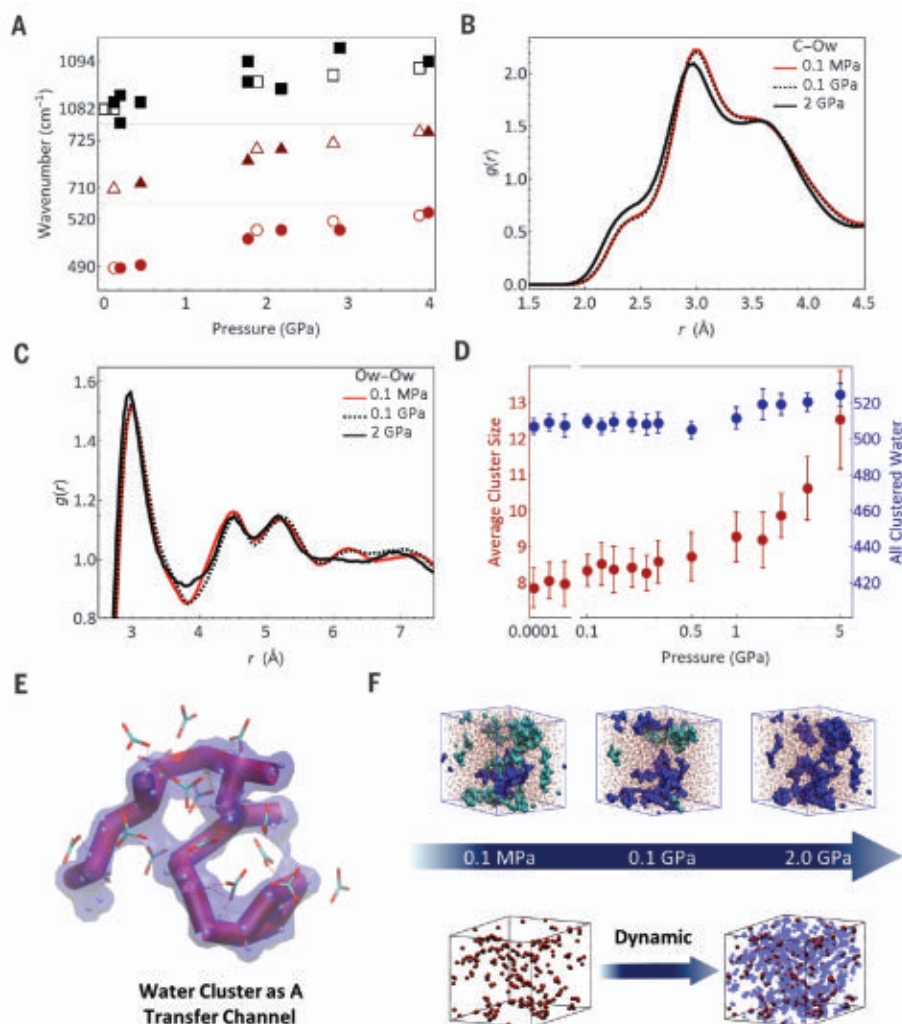 A
Wavenumber (cm⁻¹)
1094
1082
725
710
520
490
0 1 2 3 4
Pressure (GPa)
B
C–Ow
0.1 MPa
0.1 GPa
2 GPa
g(r)
2.0
1.5
1.0
0.5
0.0
1.5 2.0 2.5 3.0 3.5 4.0 4.5
r (Å)
C
Ow–Ow
0.1 MPa
0.1 GPa
2 GPa
g(r)
1.6
1.4
1.2
1.0
0.8
3 4 5 6 7
r (Å)
D
Average Cluster Size
13
12
11
10
9
8
All Clustered Water
520
500
480
460
440
420
0.0001 0.1 0.5 1 5
Pressure (GPa)
E
Water Cluster as A
Transfer Channel
F
0.1 MPa 0.1 GPa 2.0 GPa
Dynamic